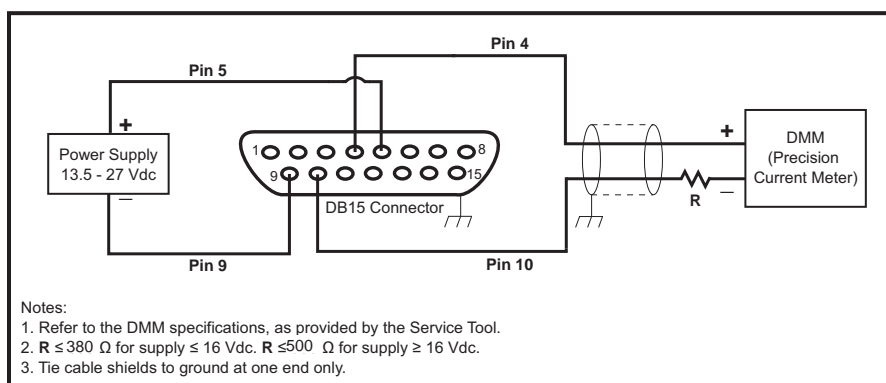 Pin 4
Pin 5
+
Power Supply
13.5 - 27 Vdc
_
1
8
9
15
DB15 Connector
+
DMM
(Precision
Current Meter)
_
R
Pin 9
Pin 10
Notes:
1. Refer to the DMM specifications, as provided by the Service Tool.
2. R ≤ 380 Ω for supply ≤ 16 Vdc. R ≤500 Ω for supply ≥ 16 Vdc.
3. Tie cable shields to ground at one end only.